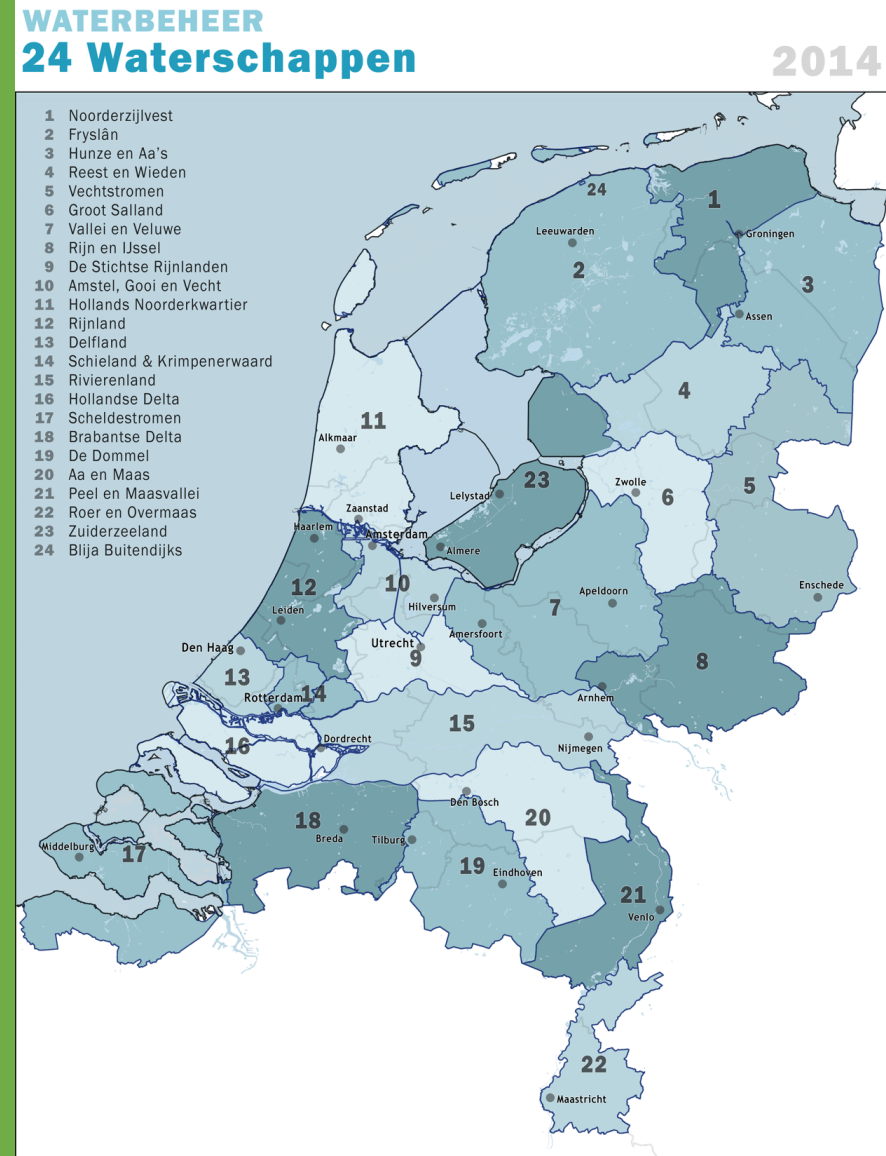 WATERBEHEER
24 Waterschappen
2014
1 Noorderzijlvest
2 Fryslân
3 Hunze en Aa's
4 Reest en Wieden
5 Vechtstromen
6 Groot Salland
7 Vallei en Veluwe
8 Rijn en IJssel
9 De Stichtse Rijnlanden
10 Amstel, Gooi en Vecht
11 Hollands Noorderkwartier
12 Rijnland
13 Delfland
14 Schieland & Krimpenerwaard
15 Rivierenland
16 Hollandse Delta
17 Scheldestromen
18 Brabantse Delta
19 De Dommel
20 Aa en Maas
21 Peel en Maasvallei
22 Roer en Overmaas
23 Zuiderzeeland
24 Blija Buitendijks
24
1
Leeuwarden
Groningen
2
3
Assen
4
11
Alkmaar
23
Zwolle
5
Lelystad
6
Zaanstad
Haarlem
Amsterdam
Almere
10
12
Apeldoorn
Enschede
Hilversum
7
Leiden
Amersfoort
Utrecht
Den Haag
9
8
13
Rotterdam
14
Arnhem
15
Dordrecht
16
Nijmegen
Den Bosch
20
18
Breda
Tilburg
Middelburg
17
19
Eindhoven
21
Venlo
22
Maastricht